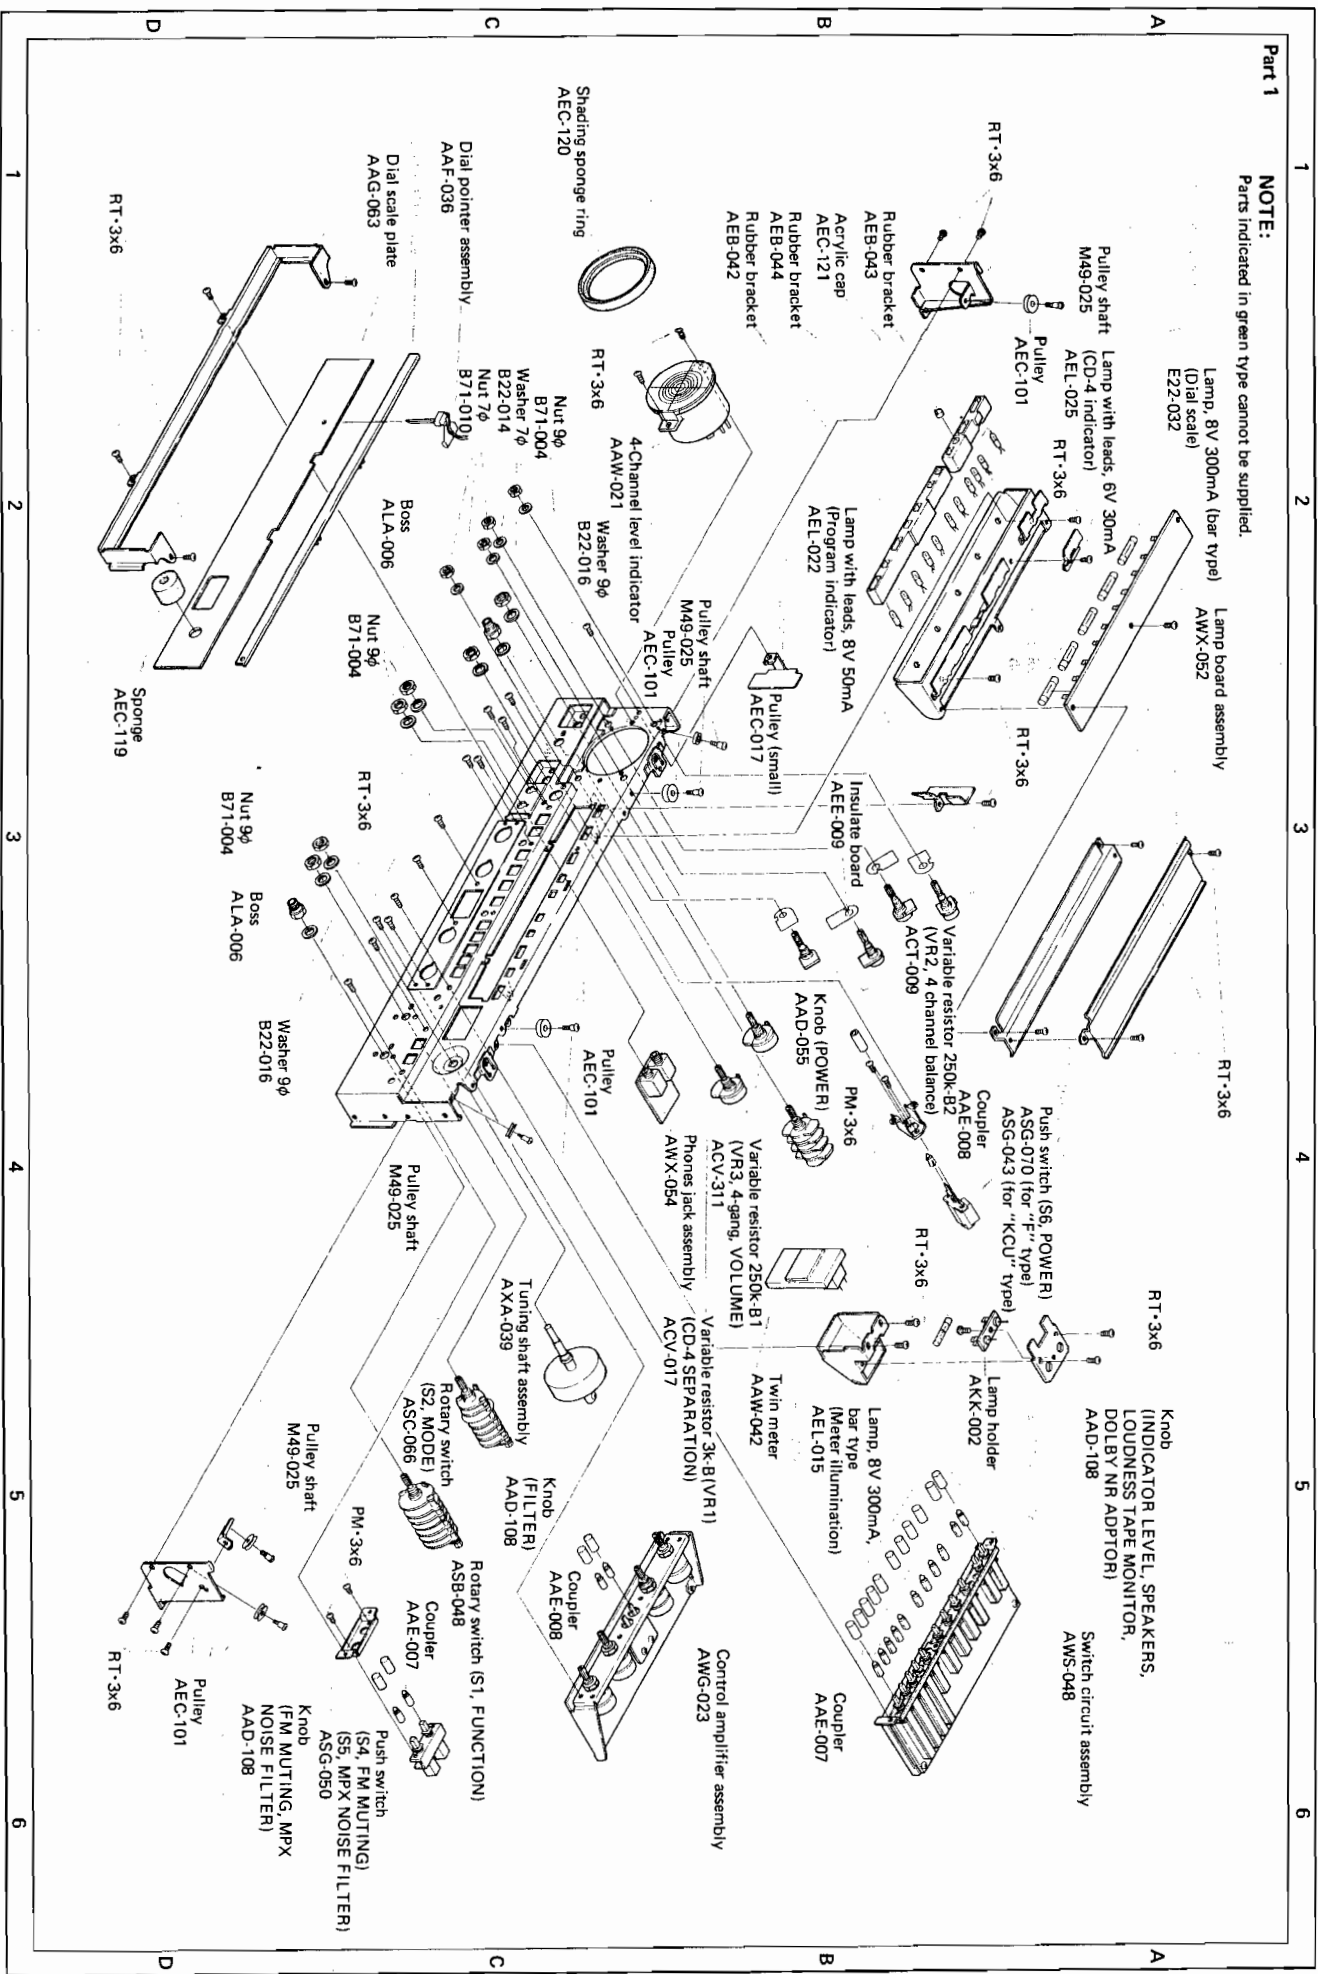 Part 1
NOTE:
Parts indicated in green type cannot be supplied.
1
2
3
4
5
6
A
B
C
D
Lamp, 8V 300mA (bar type)
(Dial scale)
E22-032
Lamp board assembly
AWX-052
Pulley shaft
M49-025
Lamp with leads, 6V 30mA
(CD-4 indicator)
AEL-025
Pulley
AEC-101
RT·3x6
RT·3x6
RT·3x6
RT·3x6
Rubber bracket
AEB-043
Acrylic cap
AEC-121
Rubber bracket
AEB-044
Rubber bracket
AEB-042
Lamp with leads, 8V 50mA
(Program indicator)
AEL-022
Shading sponge ring
AEC-120
RT·3x6
4-Channel level indicator
AAW-021
Washer 9φ
B22-016
Nut 9φ
B71-004
Washer 7φ
B22-014
Nut 7φ
B71-010
Pulley shaft
M49-025
Pulley
AEC-101
Pulley (small)
AEC-017
Insulate board
AEE-009
Variable resistor 250k-B2
(VR2, 4 channel balance)
ACT-009
Dial pointer assembly
AAF-036
Dial scale plate
AAG-063
RT·3x6
Boss
ALA-006
Nut 9φ
B71-004
Sponge
AEC-119
RT·3x6
Nut 9φ
B71-004
Boss
ALA-006
Washer 9φ
B22-016
Knob (POWER)
AAD-055
PM·3x6
Coupler
AAE-008
Push switch (S6, POWER)
ASG-070 (for "F" type)
ASG-043 (for "KCU" type)
RT·3x6
RT·3x6
Pulley
AEC-101
Variable resistor 250k-B1
(VR3, 4-gang, VOLUME)
ACV-311
Phones jack assembly
AWX-054
Variable resistor 3k-B(VR1)
(CD-4 SEPARATION)
ACV-017
Twin meter
AAW-042
Lamp, 8V 300mA,
bar type
(Meter illumination)
AEL-015
Lamp holder
AKK-002
Knob
(INDICATOR LEVEL, SPEAKERS,
LOUDNESS TAPE MONITOR,
DOLBY NR ADPTOR)
AAD-108
Switch circuit assembly
AWS-048
Coupler
AAE-007
Pulley shaft
M49-025
Tuning shaft assembly
AXA-039
Rotary switch
(S2, MODE)
ASC-066
Knob
(FILTER)
AAD-108
Coupler
AAE-008
Control amplifier assembly
AWG-023
Rotary switch (S1, FUNCTION)
ASB-048
Pulley shaft
M49-025
PM·3x6
Coupler
AAE-007
Push switch
(S4, FM MUTING)
(S5, MPX NOISE FILTER)
ASG-050
Knob
(FM MUTING, MPX
NOISE FILTER)
AAD-108
Pulley
AEC-101
RT·3x6
1
2
3
4
5
6
A
B
C
D